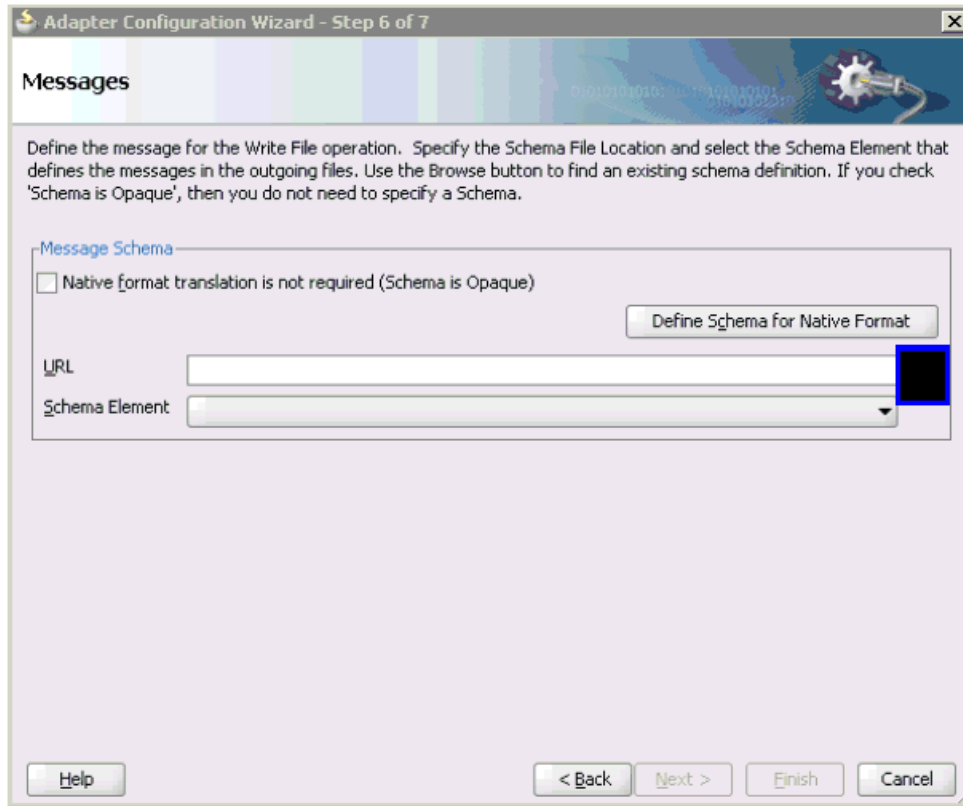 Adapter Configuration Wizard - Step 6 of 7
Messages
Define the message for the Write File operation.  Specify the Schema File Location and select the Schema Element that
defines the messages in the outgoing files. Use the Browse button to find an existing schema definition. If you check
'Schema is Opaque', then you do not need to specify a Schema.
Message Schema
Native format translation is not required (Schema is Opaque)
Define Schema for Native Format
URL
Schema Element
Help
< Back
Next >
Finish
Cancel